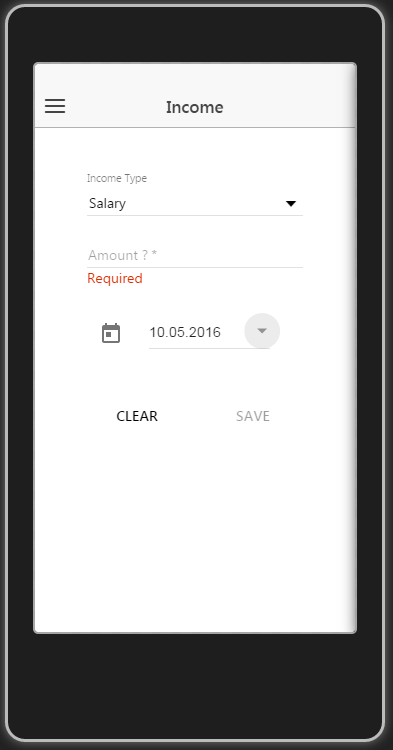 Income
Income Type
Salary
Amount ? *
Required
10.05.2016
CLEAR SAVE